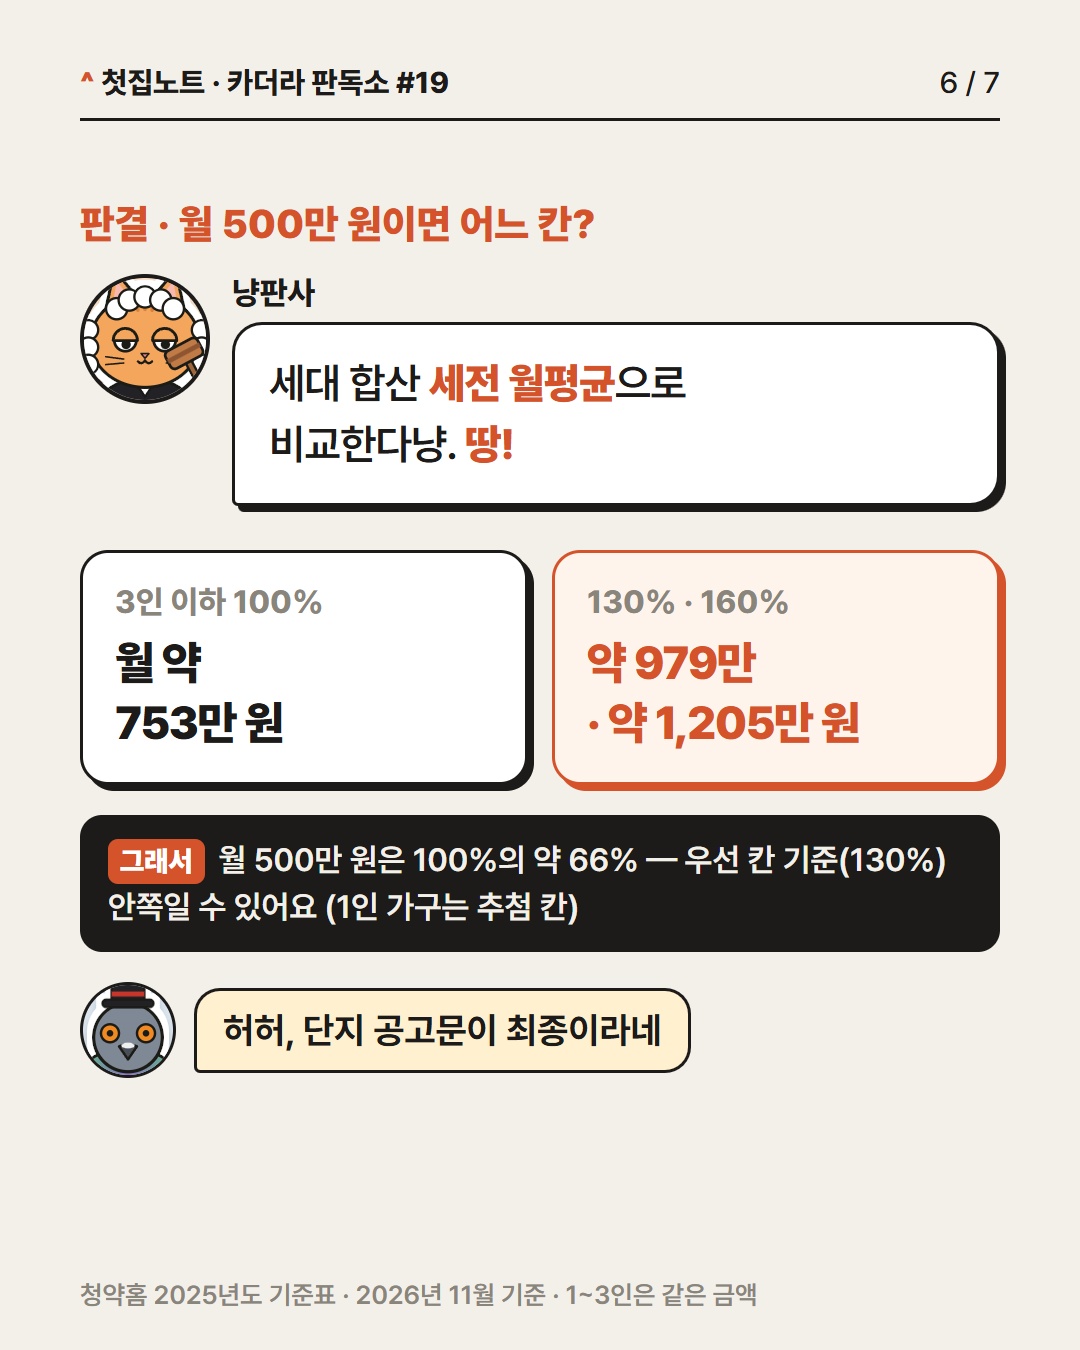 ^ 첫집노트 · 카더라 판독소 #19
6 / 7
판결 · 월 500만 원이면 어느 칸?
냥판사
세대 합산 세전 월평균으로
비교한다냥. 땅!
3인 이하 100%
월 약
753만 원
130% · 160%
약 979만
· 약 1,205만 원
그래서 월 500만 원은 100%의 약 66% — 우선 칸 기준(130%)
안쪽일 수 있어요 (1인 가구는 추첨 칸)
허허, 단지 공고문이 최종이라네
청약홈 2025년도 기준표 · 2026년 11월 기준 · 1~3인은 같은 금액